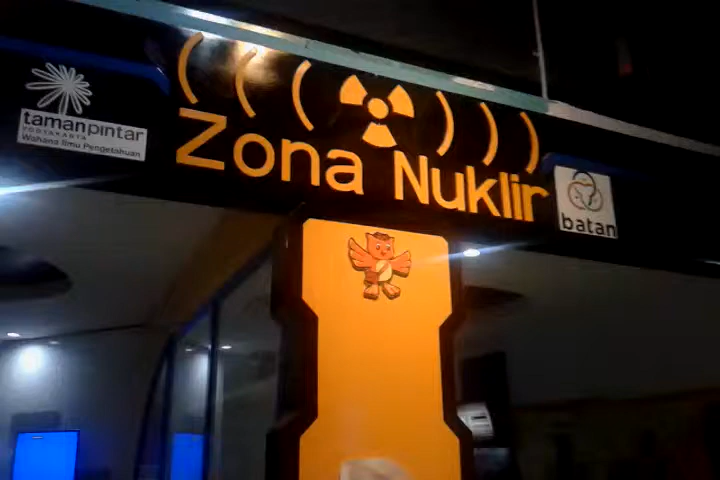 tamanpintar
YOGYAKARTA
Wahana Ilmu Pengetahuan
Zona Nuklir
batan